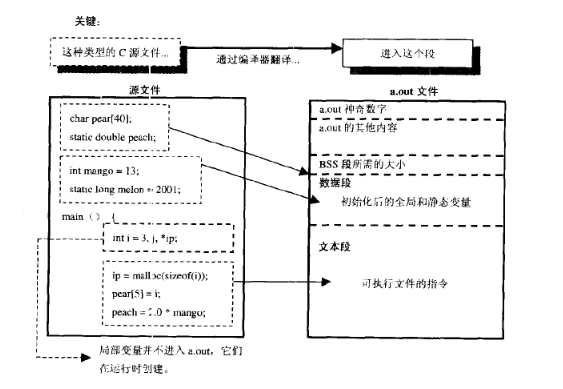 关键：
这种类型的 C 源文件...
通过编译器翻译...
进入这个段
源文件
a.out 文件
char pear[40];
static double peach;
int mango = 13;
static long melon = 2001;
main （） {
int i = 3, j, *ip;
ip = malloc(sizeof(i));
pear[5] = i;
peach = 2.0 * mango;
局部变量并不进入 a.out，它们
在运行时创建。
a.out 神奇数字
a.out 的其他内容
BSS 段所需的大小
数据段
初始化后的全局和静态变量
文本段
可执行文件的指令